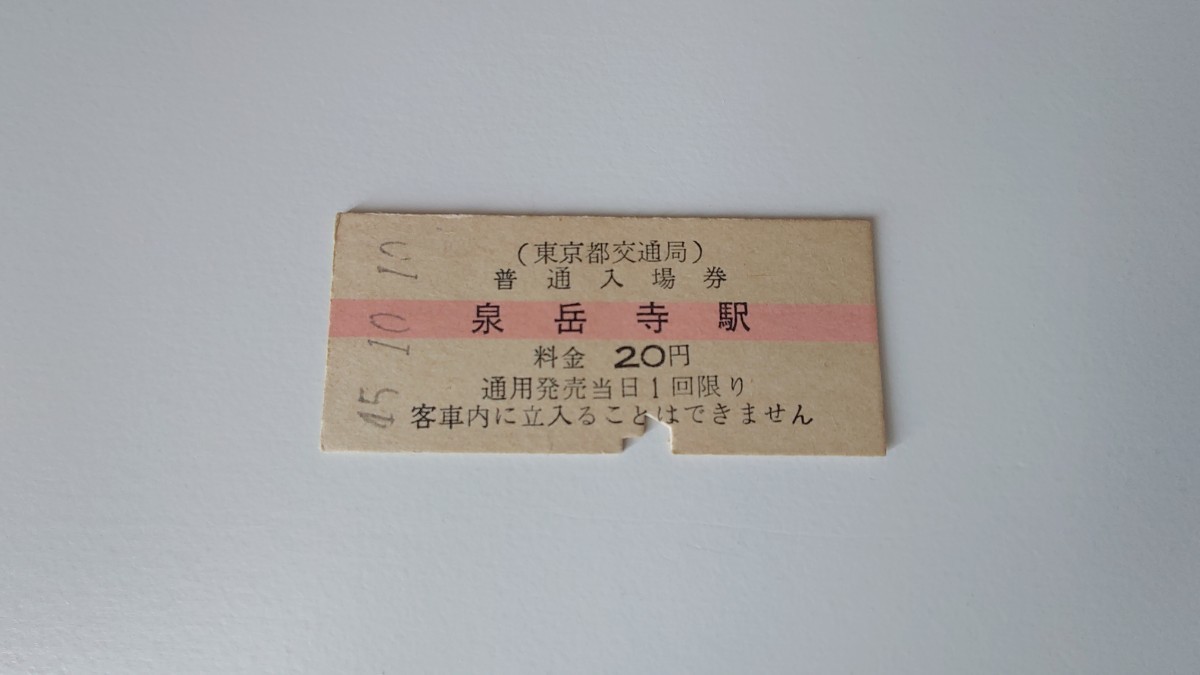 (東京都交通局)
普通入場券
泉岳寺駅
料金 20円
通用発売当日1回限り
客車内に立入ることはできません
45 10 10